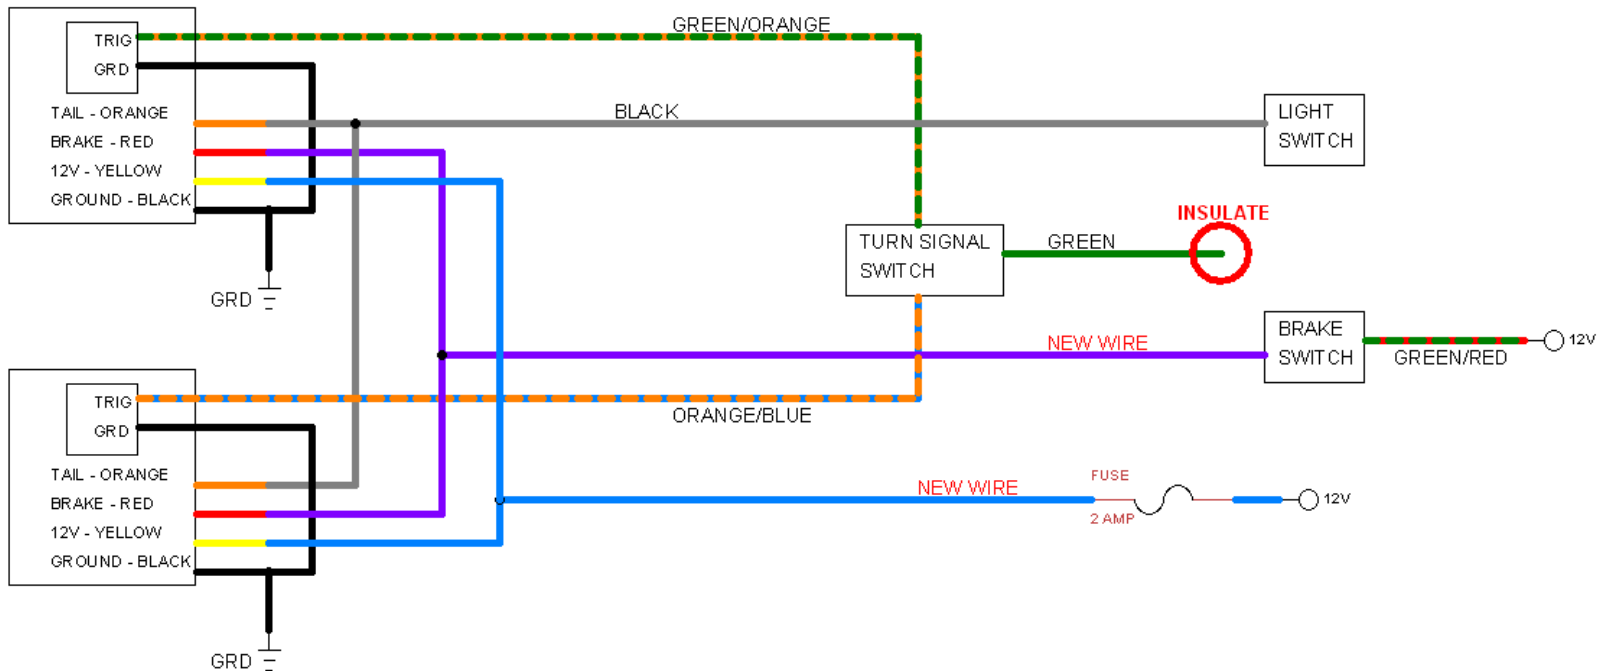 GREEN/ORANGE
TRIG
GRD
TAIL - ORANGE
BRAKE - RED
12V - YELLOW
GROUND - BLACK
BLACK
LIGHT
SWITCH
INSULATE
TURN SIGNAL
SWITCH
GREEN
GRD
NEW WIRE
BRAKE
SWITCH
12V
GREEN/RED
TRIG
GRD
ORANGE/BLUE
TAIL - ORANGE
BRAKE - RED
12V - YELLOW
GROUND - BLACK
NEW WIRE
FUSE
2 AMP
12V
GRD